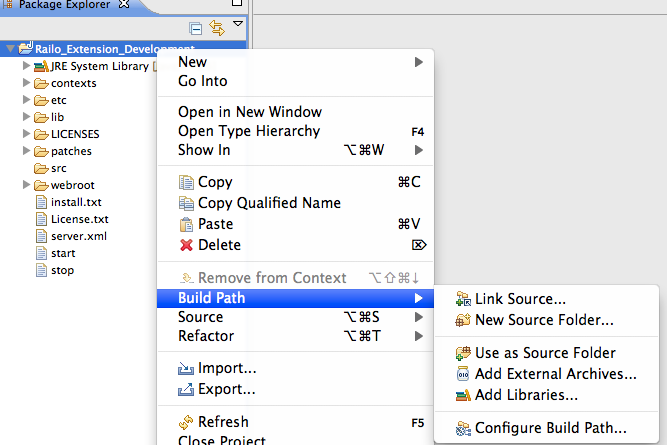 Package Explorer
Railo_Extension_Development
JRE System Library
contexts
etc
lib
LICENSES
patches
src
webroot
install.txt
License.txt
server.xml
start
stop
New
Go Into
Open in New Window
Open Type Hierarchy F4
Show In ⌥⌘W
Copy ⌘C
Copy Qualified Name
Paste ⌘V
Delete ⌦
Remove from Context ⌥⇧⌘↓
Build Path
Source ⌥⌘S
Refactor ⌥⌘T
Import...
Export...
Refresh F5
Close Project
Link Source...
New Source Folder...
Use as Source Folder
Add External Archives...
Add Libraries...
Configure Build Path...